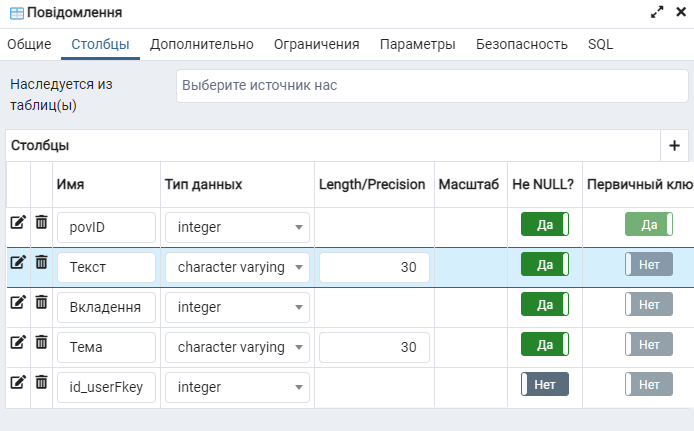 Повідомлення
Общие Столбцы Дополнительно Ограничения Параметры Безопасность SQL
Наследуется из таблиц(ы)
Выберите источник нас
Столбцы
Имя Тип данных Length/Precision Масштаб Не NULL? Первичный клю
povID integer Да Да
Текст character varying 30 Да Нет
Вкладення integer Да Нет
Тема character varying 30 Да Нет
id_userFkey integer Нет Нет